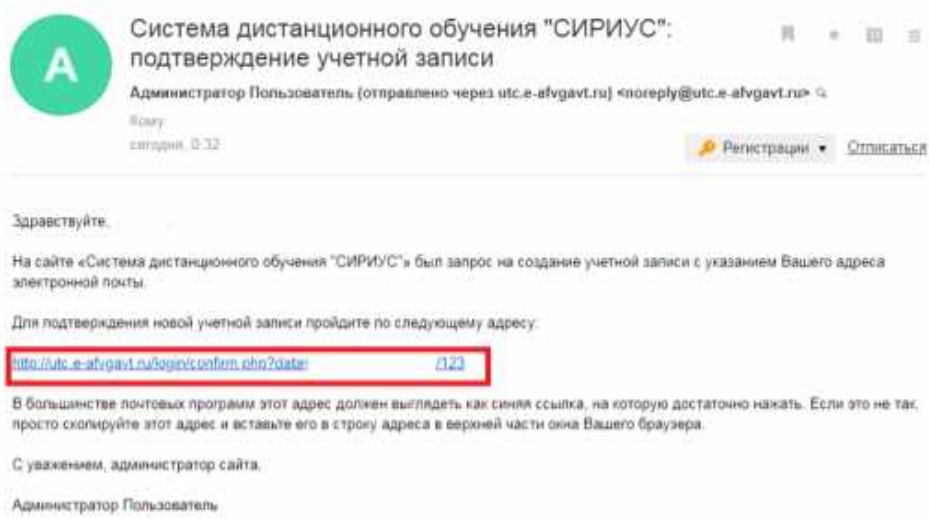 А
Система дистанционного обучения "СИРИУС":
подтверждение учетной записи
Администратор Пользователь (отправлено через utc.e-afvgavt.ru) <noreply@utc.e-afvgavt.ru>
Кому
сегодня, 0:32
Регистрации
Отписаться
Здравствуйте,
На сайте «Система дистанционного обучения "СИРИУС"» был запрос на создание учетной записи с указанием Вашего адреса
электронной почты.
Для подтверждения новой учетной записи пройдите по следующему адресу:
http://utc.e-afvgavt.ru/login/confirm.php?data= /123
В большинстве почтовых программ этот адрес должен выглядеть как синяя ссылка, на которую достаточно нажать. Если это не так,
просто скопируйте этот адрес и вставьте его в строку адреса в верхней части окна Вашего браузера.
С уважением, администратор сайта,
Администратор Пользователь